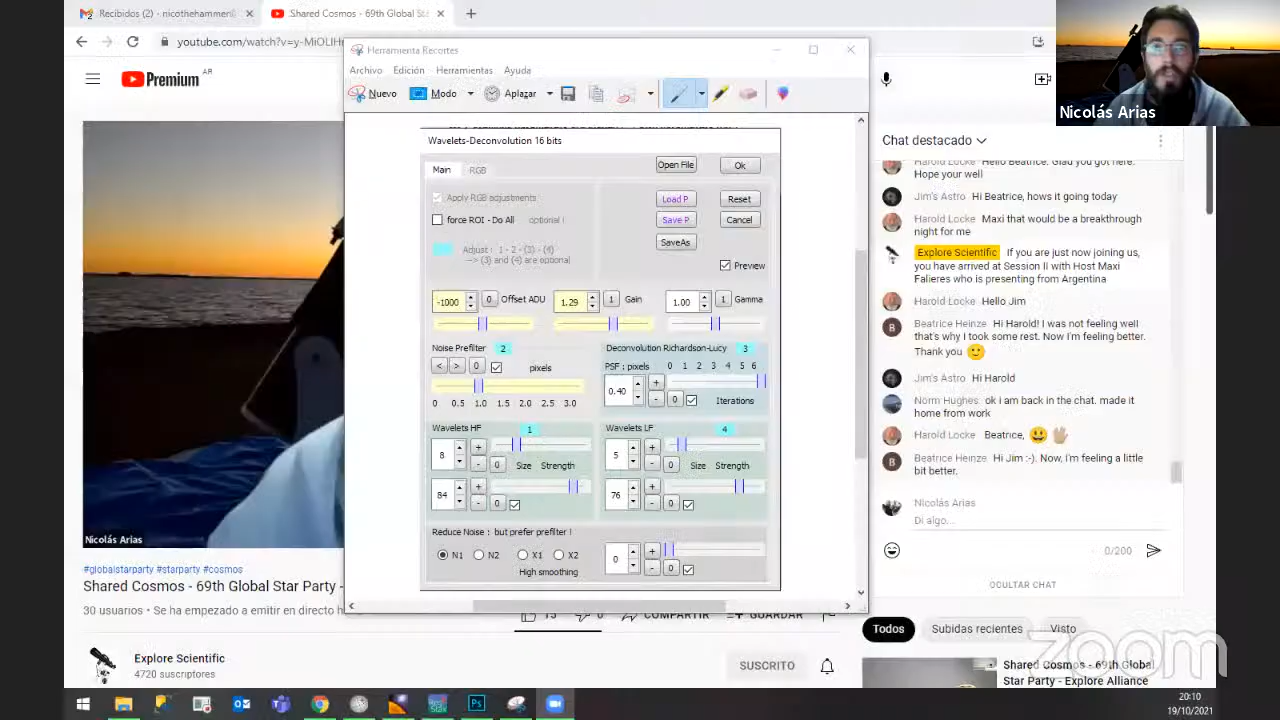 Recibidos (2) - nicothehammer
Shared Cosmos - 69th Global St
youtube.com/watch?v=y-MiOLIH
Premium AR
Herramienta Recortes
Archivo Edición Herramientas Ayuda
Nuevo Modo Aplazar
Wavelets-Deconvolution 16 bits
Main RGB
Open File Ok
Apply RGB adjustments
Load P Reset
force ROI - Do All optional !
Save P Cancel
Adjust : 1 - 2 - (3) - (4)
--> (3) and (4) are optional
SaveAs
Preview
-1000 0 Offset ADU 1.29 1 Gain 1.00 1 Gamma
Noise Prefilter 2
< > 0 pixels
0 0.5 1.0 1.5 2.0 2.5 3.0
Deconvolution Richardson-Lucy 3
PSF : pixels 0 1 2 3 4 5 6
0.40 + - 0 Iterations
Wavelets HF 1
8 + - 0 Size Strength
84 + - 0
Wavelets LF 4
5 + - 0 Size Strength
76 + - 0
Reduce Noise : but prefer prefilter !
N1 N2 X1 X2
High smoothing
0 + - 0
Nicolás Arias
Chat destacado
Harold Locke Hello Beatrice. Glad you got here.
Hope your well
Jim's Astro Hi Beatrice, hows it going today
Harold Locke Maxi that would be a breakthrough
night for me
Explore Scientific If you are just now joining us,
you have arrived at Session II with Host Maxi
Falieres who is presenting from Argentina
Harold Locke Hello Jim
B Beatrice Heinze Hi Harold! I was not feeling well
that's why I took some rest. Now i'm feeling better.
Thank you
Jim's Astro Hi Harold
Norm Hughes ok i am back in the chat. made it
home from work
Harold Locke Beatrice,
B Beatrice Heinze Hi Jim :-). Now, i'm feeling a little
bit better.
Nicolás Arias
Di algo...
0/200
OCULTAR CHAT
Nicolás Arias
#globalstarparty #starparty #cosmos
Shared Cosmos - 69th Global Star Party -
30 usuarios • Se ha empezado a emitir en directo h
13 0 COMPARTIR GUARDAR
Explore Scientific
4720 suscriptores
SUSCRITO
Todos Subidas recientes Visto
Shared Cosmos - 69th Global
Star Party - Explore Alliance
zoom
Ps
20:10
19/10/2021